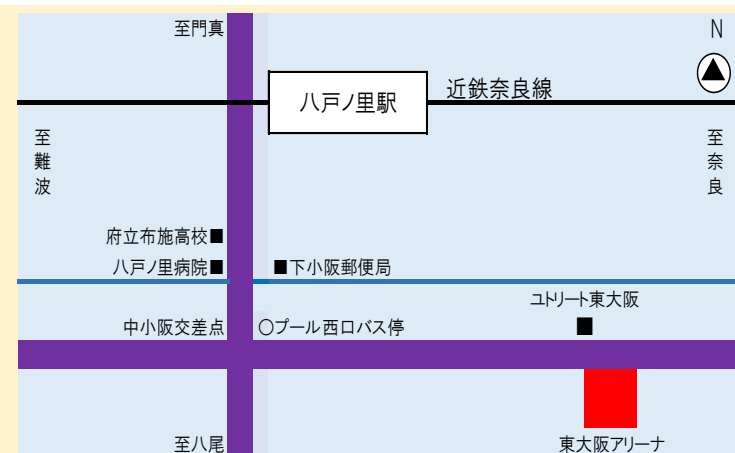 至門真
N
八戸ノ里駅
近鉄奈良線
至難波
至奈良
府立布施高校■
八戸ノ里病院■
■下小阪郵便局
ユトリート東大阪
■
中小阪交差点
〇プール西口バス停
至八尾
東大阪アリーナ